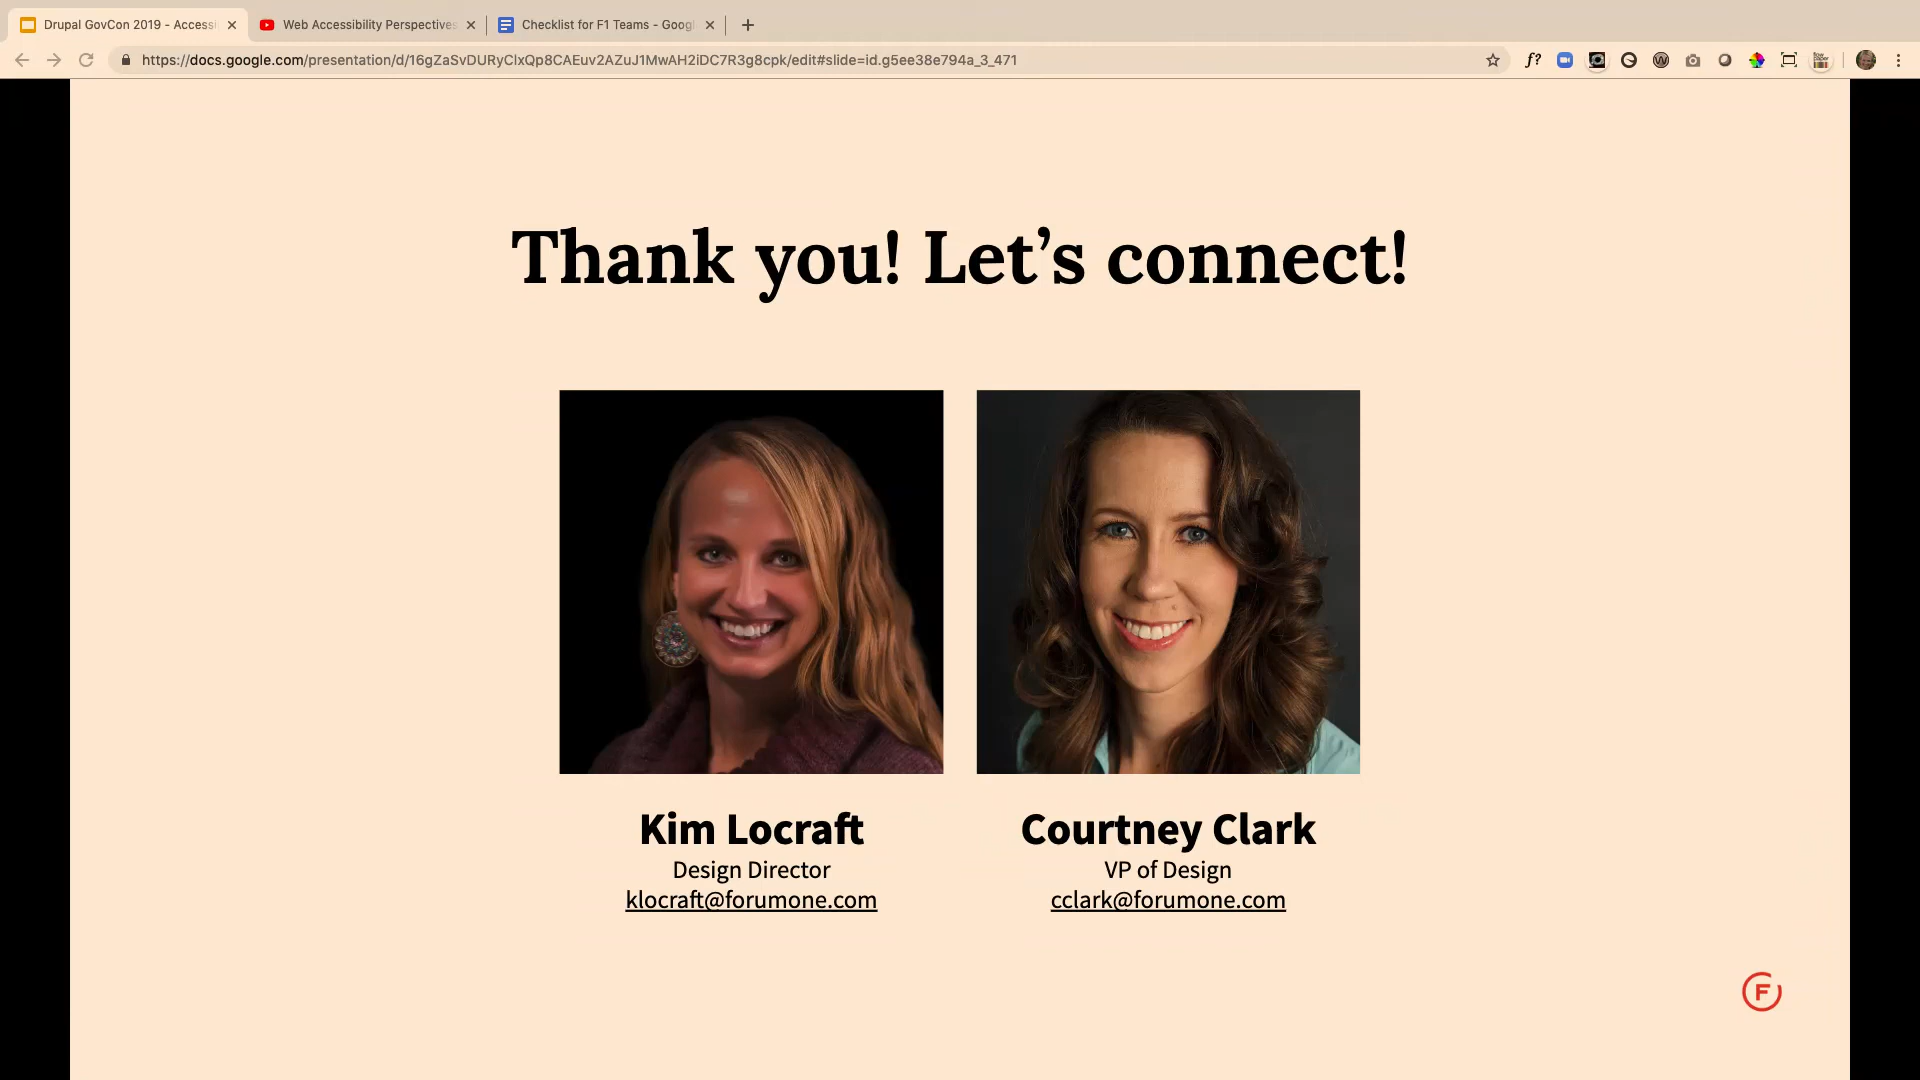 Drupal GovCon 2019 - Accessi
Web Accessibility Perspectives
Checklist for F1 Teams - Googl
https://docs.google.com/presentation/d/16gZaSvDURyClxQp8CAEuv2AZuJ1MwAH2iDC7R3g8cpk/edit#slide=id.g5ee38e794a_3_471
f?
Thank you! Let’s connect!
Kim Locraft
Design Director
klocraft@forumone.com
Courtney Clark
VP of Design
cclark@forumone.com
F